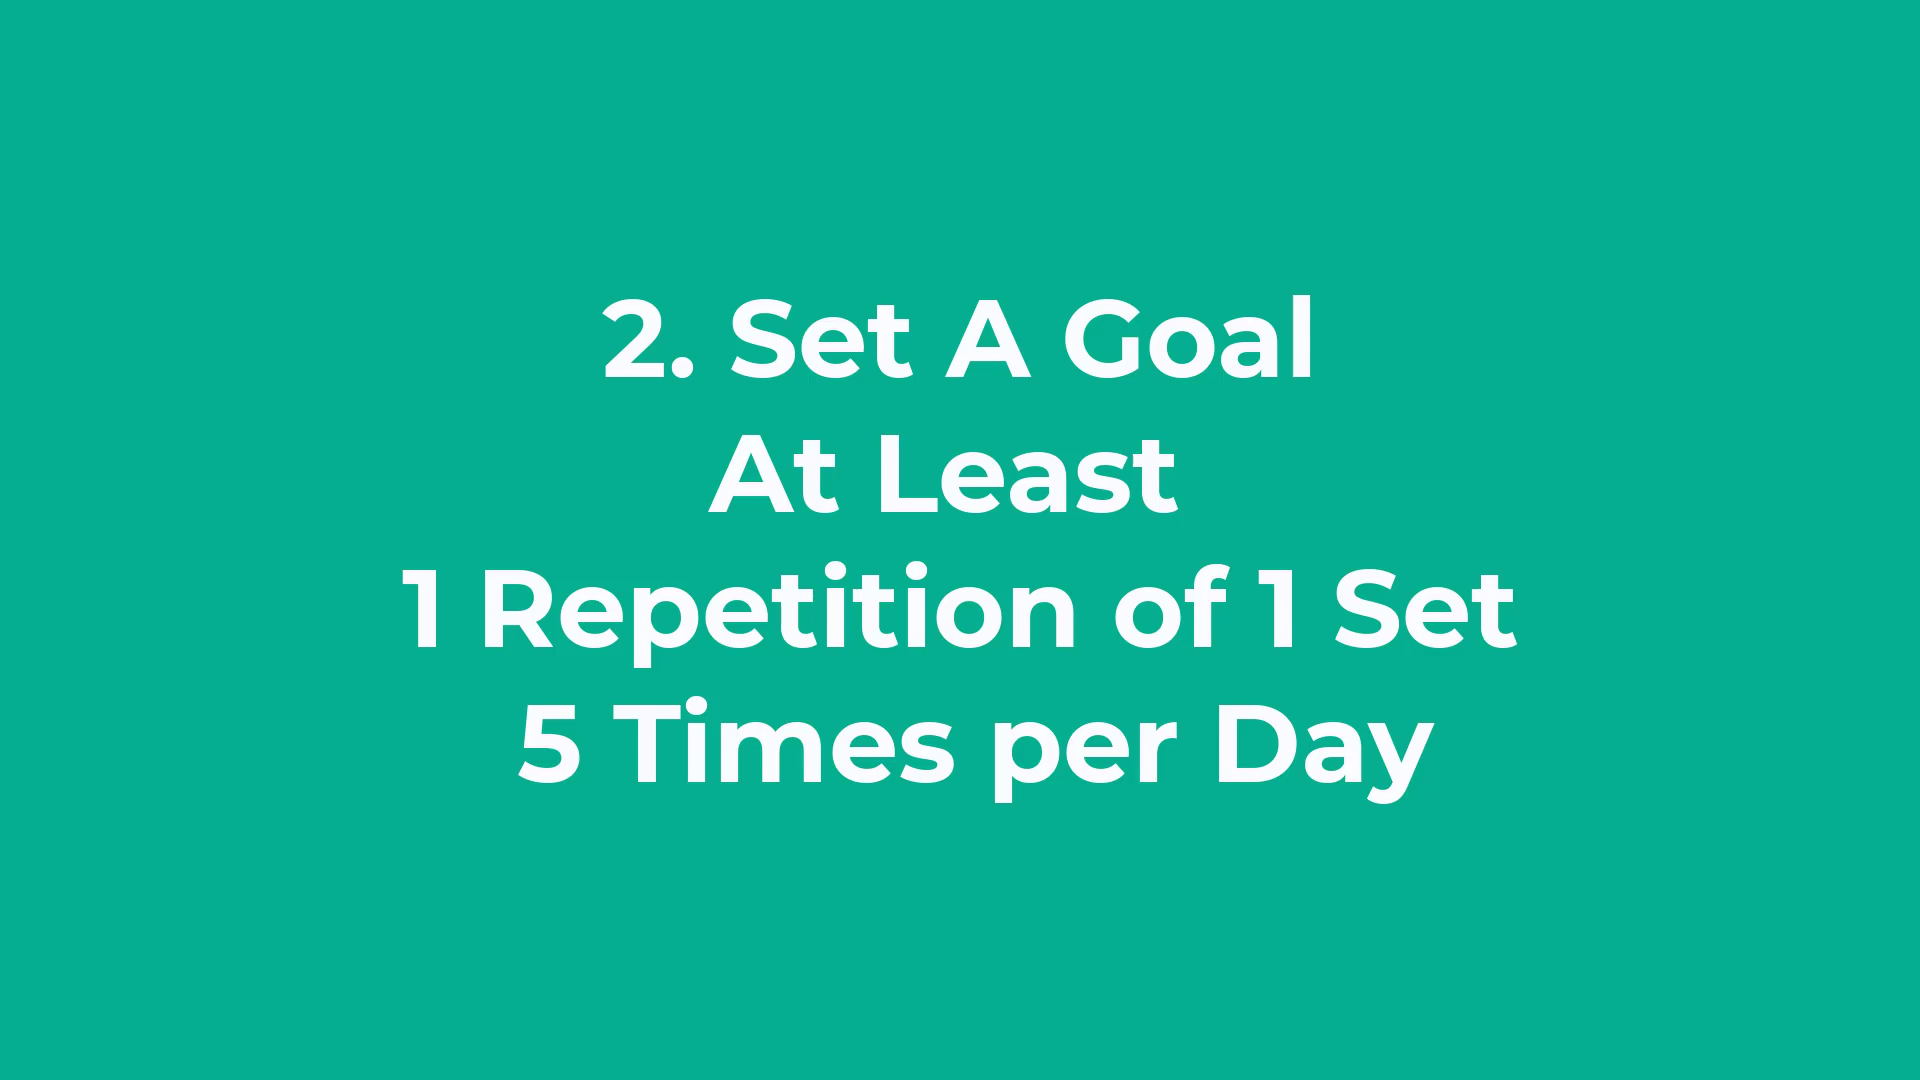 2. Set A Goal
At Least
1 Repetition of 1 Set
5 Times per Day